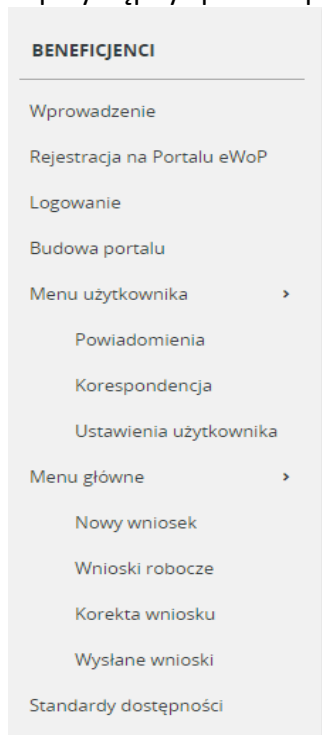 BENEFICJENCI
Wprowadzenie
Rejestracja na Portalu eWoP
Logowanie
Budowa portalu
Menu użytkownika
Powiadomienia
Korespondencja
Ustawienia użytkownika
Menu główne
Nowy wniosek
Wnioski robocze
Korekta wniosku
Wysłane wnioski
Standardy dostępności